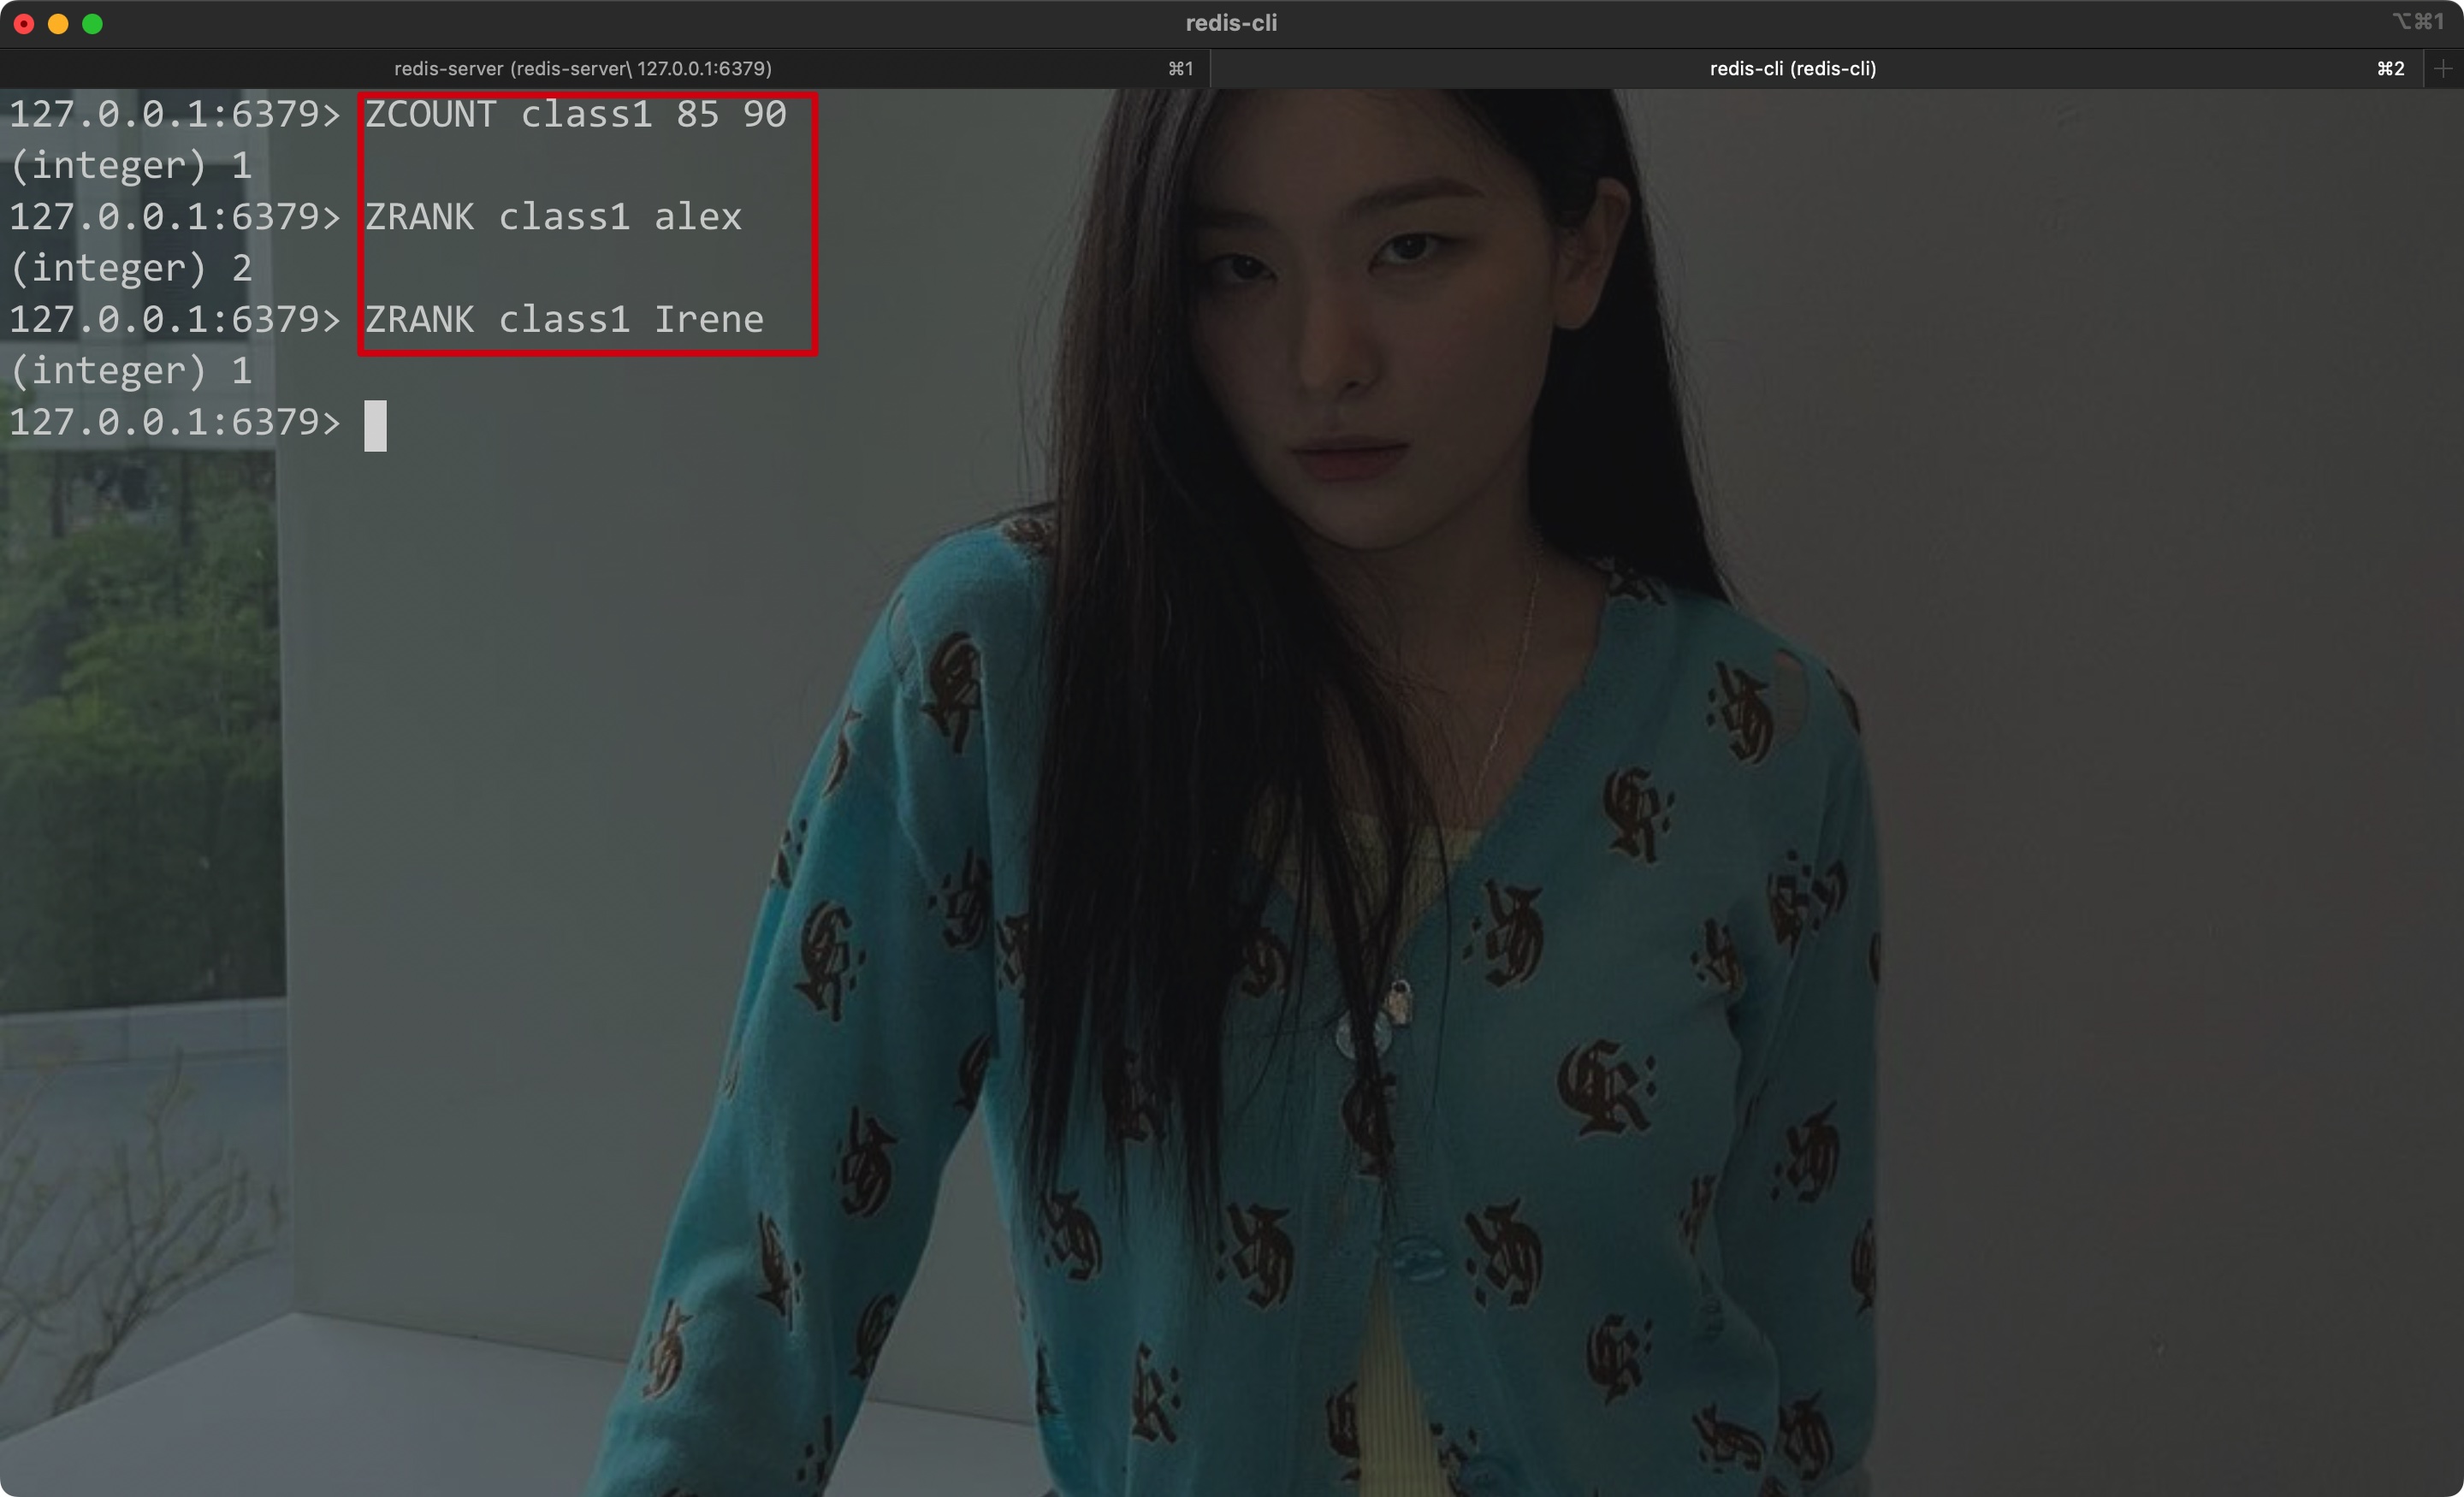 redis-cli
⌥⌘1
redis-server (redis-server\ 127.0.0.1:6379) ⌘1
redis-cli (redis-cli) ⌘2
127.0.0.1:6379> ZCOUNT class1 85 90
(integer) 1
127.0.0.1:6379> ZRANK class1 alex
(integer) 2
127.0.0.1:6379> ZRANK class1 Irene
(integer) 1
127.0.0.1:6379>